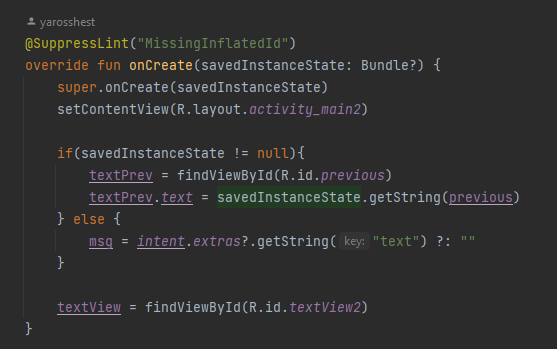 yarosshest
@SuppressLint("MissingInflatedId")
override fun onCreate(savedInstanceState: Bundle?) {
    super.onCreate(savedInstanceState)
    setContentView(R.layout.activity_main2)

    if(savedInstanceState != null){
        textPrev = findViewById(R.id.previous)
        textPrev.text = savedInstanceState.getString(previous)
    } else {
        msg = intent.extras?.getString( key: "text") ?: ""
    }

    textView = findViewById(R.id.textView2)
}